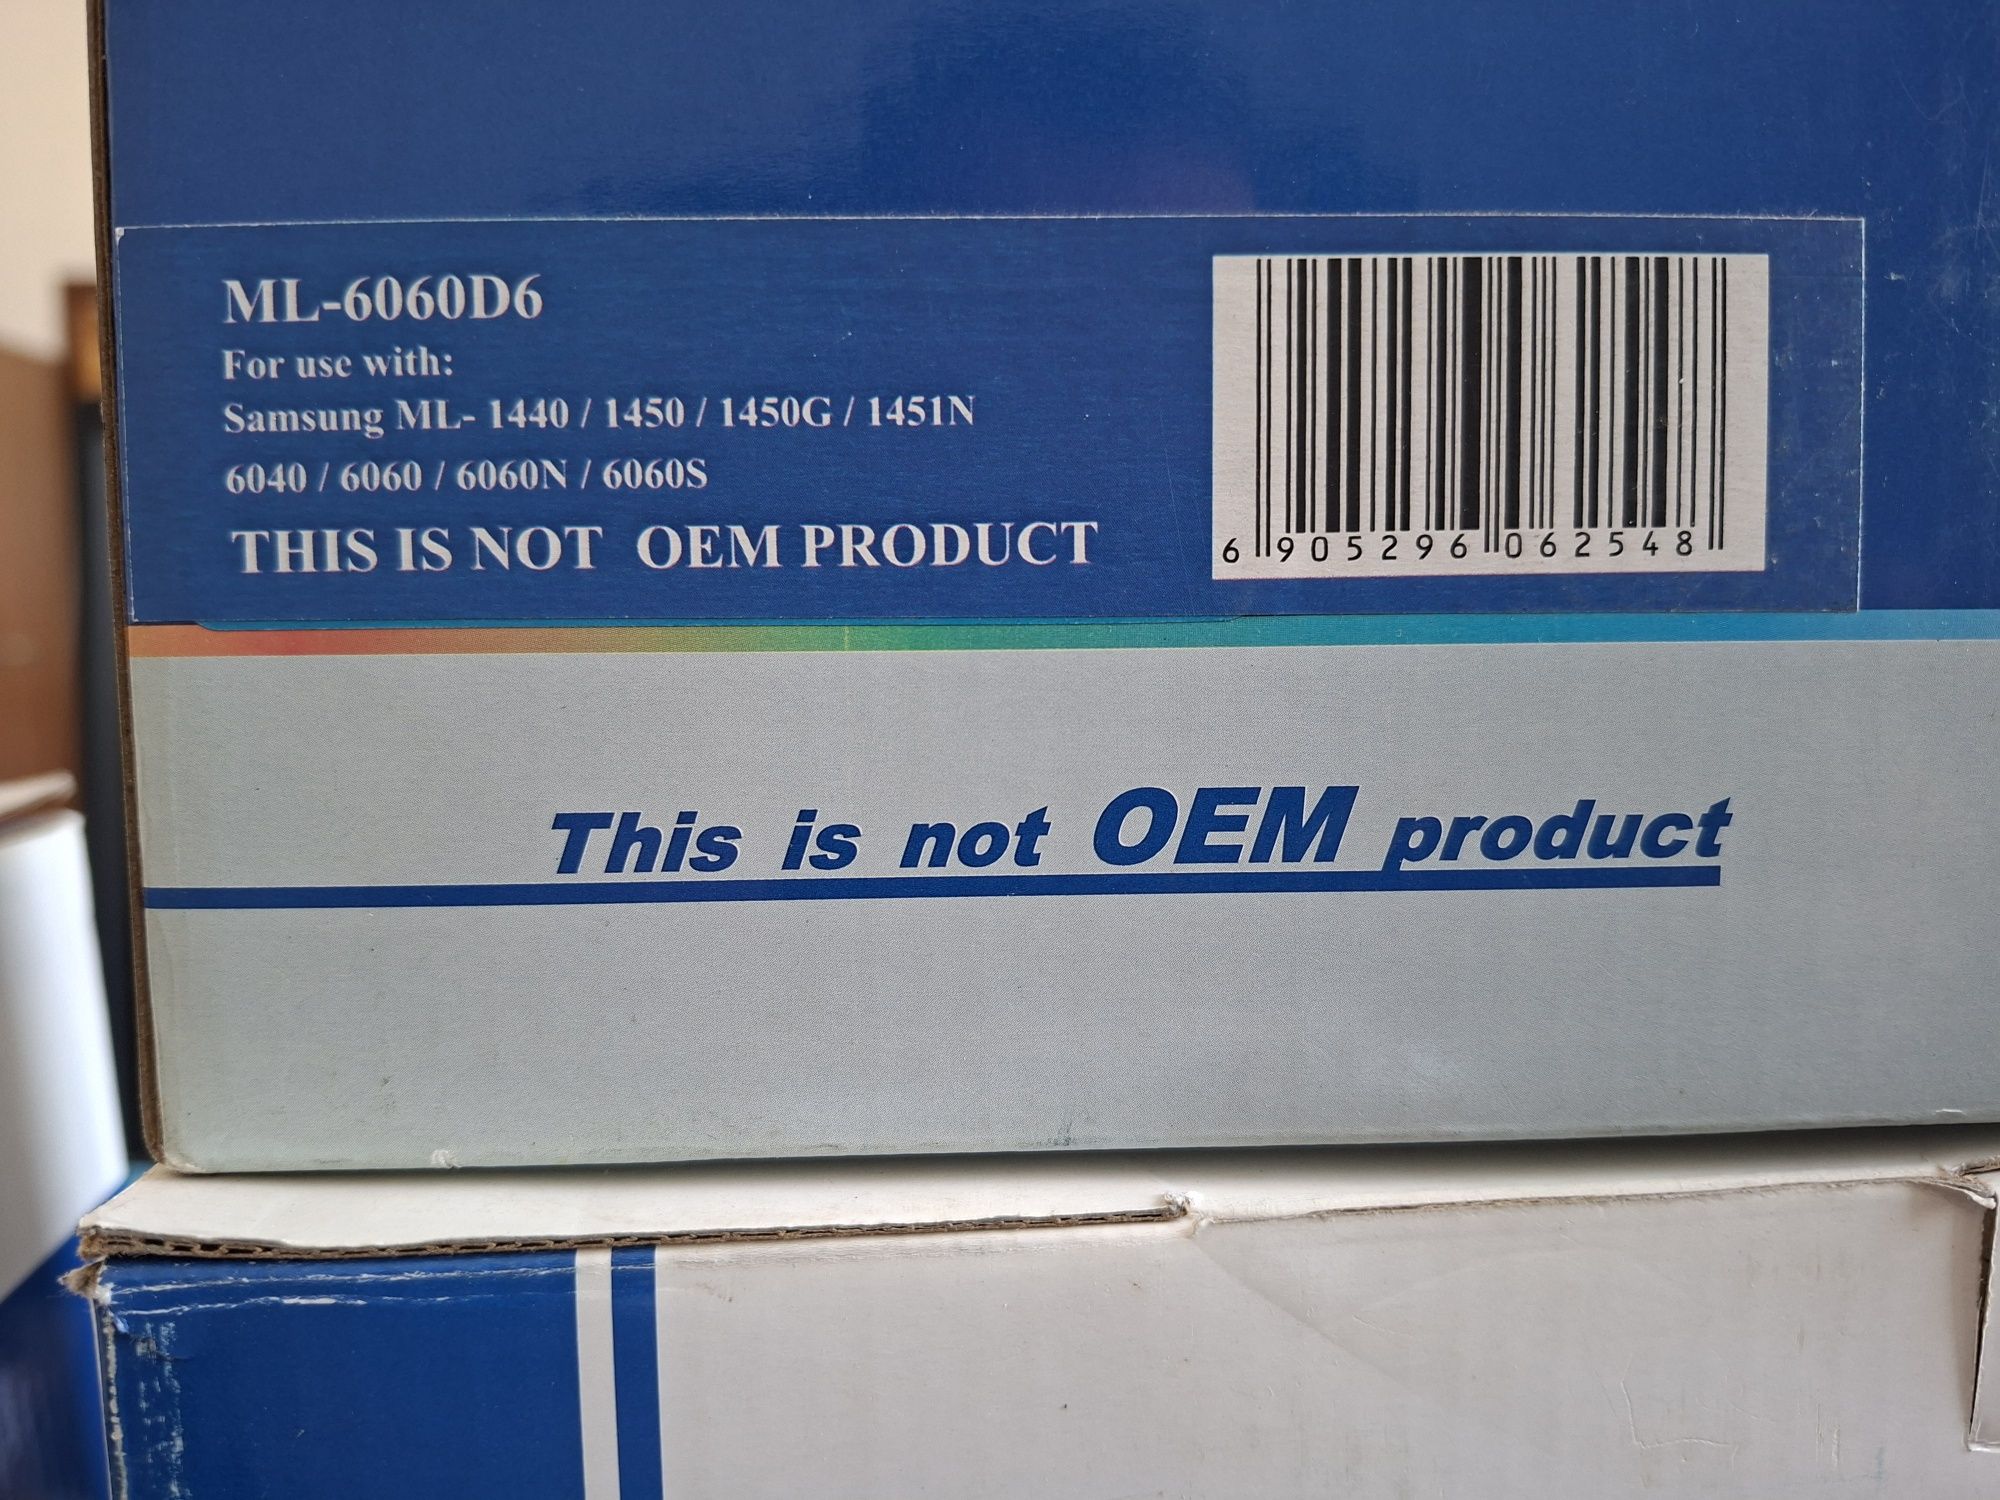 ML-6060D6
For use with:
Samsung ML- 1440 / 1450 / 1450G / 1451N
6040 / 6060 / 6060N / 6060S
THIS IS NOT OEM PRODUCT
6 905296 062548
This is not OEM product